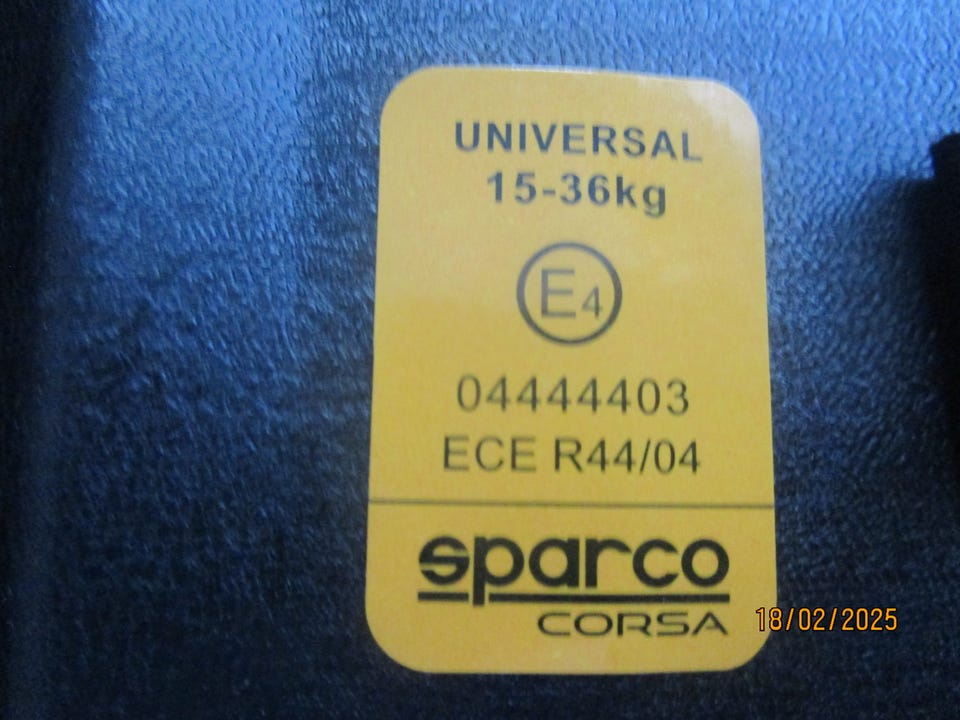 UNIVERSAL
15-36kg
E4
04444403
ECE R44/04
sparco
CORSA
18/02/2025